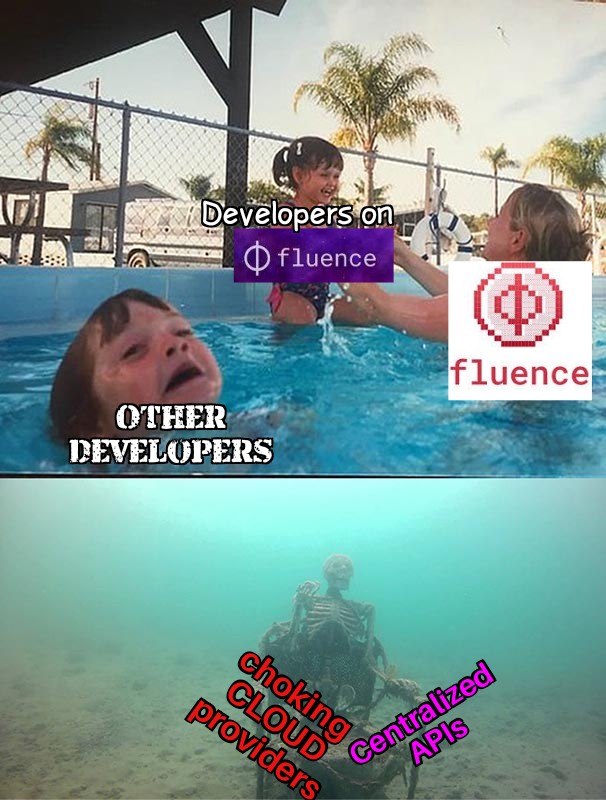 Developers on
fluence
fluence
OTHER
DEVELOPERS
choking
CLOUD
providers
Centralized
APIs